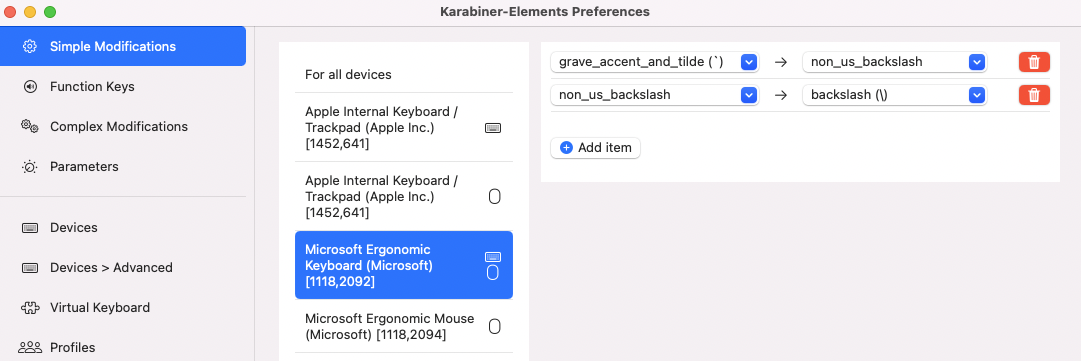 Karabiner-Elements Preferences
Simple Modifications
Function Keys
Complex Modifications
Parameters
Devices
Devices > Advanced
Virtual Keyboard
Profiles
For all devices
Apple Internal Keyboard /
Trackpad (Apple Inc.)
[1452,641]
Apple Internal Keyboard /
Trackpad (Apple Inc.)
[1452,641]
Microsoft Ergonomic
Keyboard (Microsoft)
[1118,2092]
Microsoft Ergonomic Mouse
(Microsoft) [1118,2094]
grave_accent_and_tilde (`) → non_us_backslash
non_us_backslash → backslash (\)
Add item